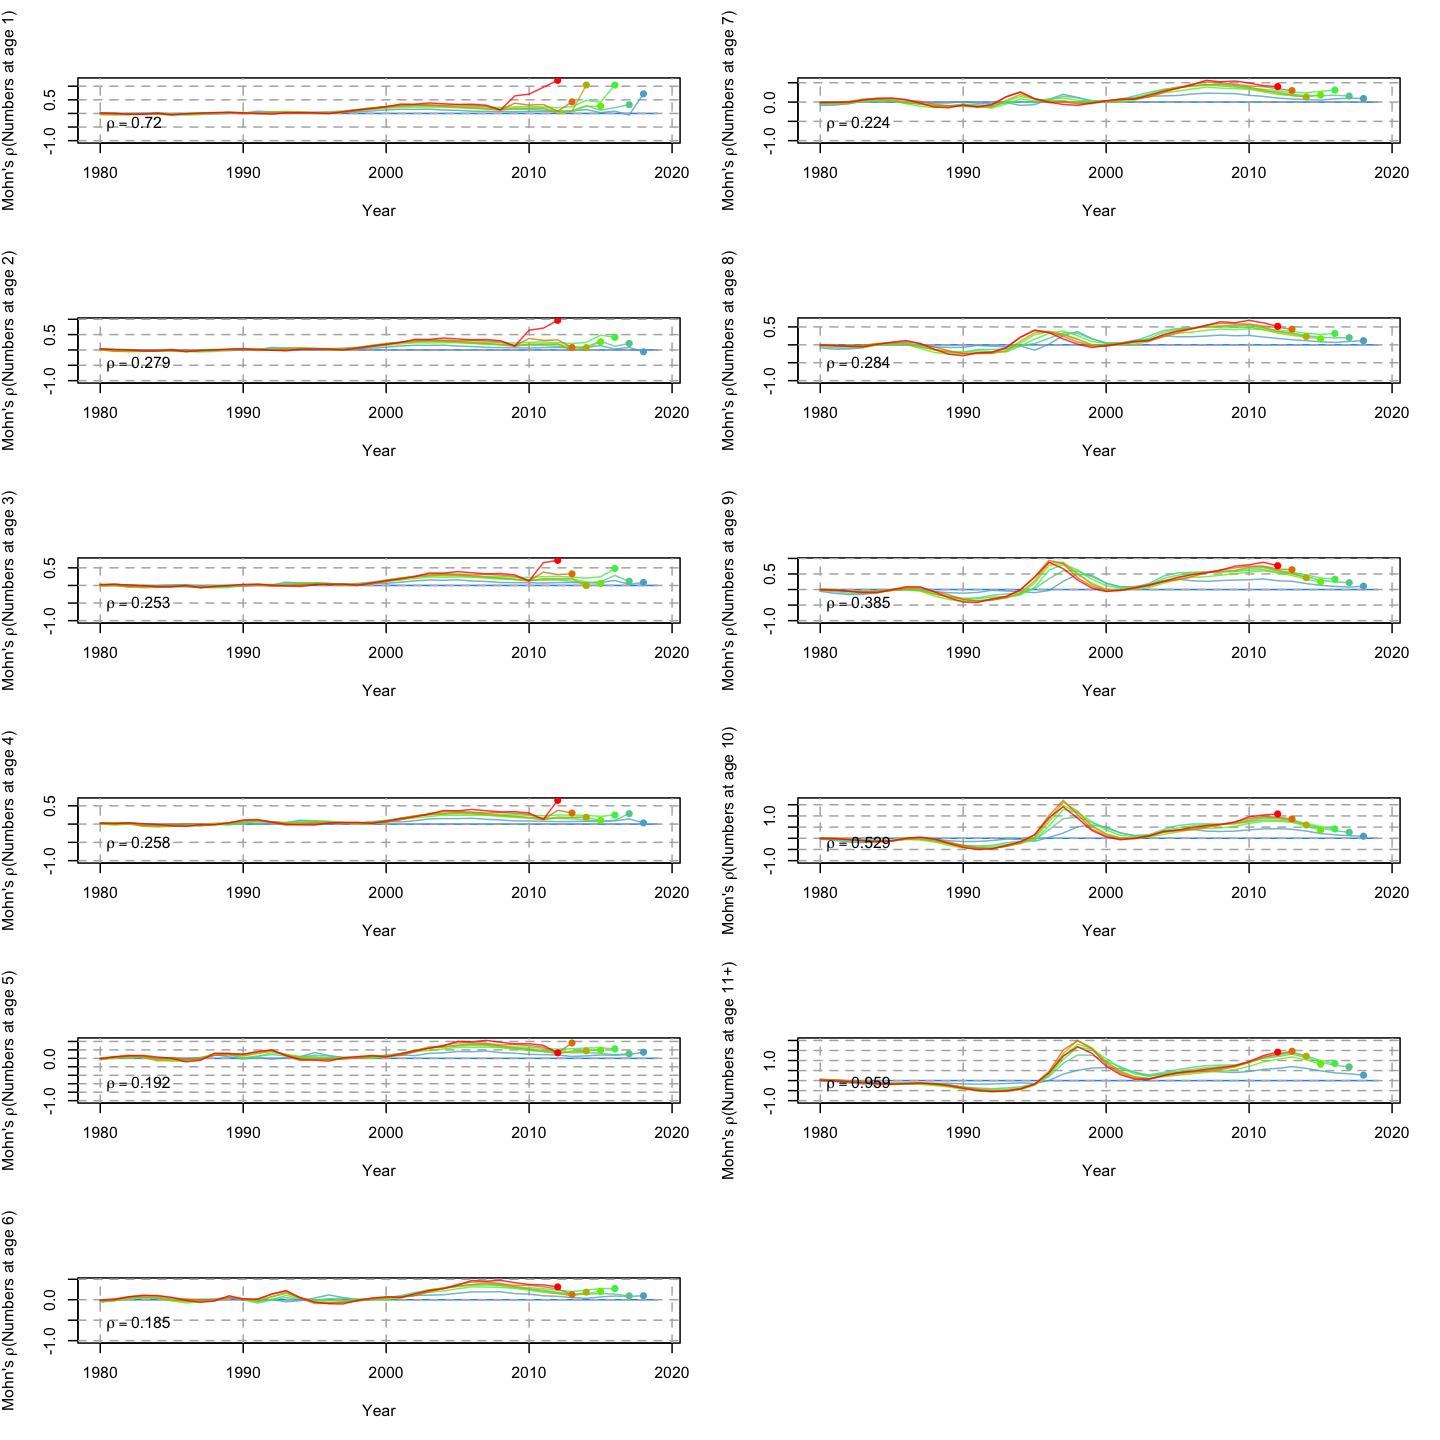 Mohn's ρ(Numbers at age 1)
0.5
-1.0
ρ = 0.72
1980 1990 2000 2010 2020
Year
Mohn's ρ(Numbers at age 2)
0.5
-1.0
ρ = 0.279
1980 1990 2000 2010 2020
Year
Mohn's ρ(Numbers at age 3)
0.5
-1.0
ρ = 0.253
1980 1990 2000 2010 2020
Year
Mohn's ρ(Numbers at age 4)
0.5
-1.0
ρ = 0.258
1980 1990 2000 2010 2020
Year
Mohn's ρ(Numbers at age 5)
0.0
-1.0
ρ = 0.192
1980 1990 2000 2010 2020
Year
Mohn's ρ(Numbers at age 6)
0.0
-1.0
ρ = 0.185
1980 1990 2000 2010 2020
Year
Mohn's ρ(Numbers at age 7)
0.0
-1.0
ρ = 0.224
1980 1990 2000 2010 2020
Year
Mohn's ρ(Numbers at age 8)
0.5
-1.0
ρ = 0.284
1980 1990 2000 2010 2020
Year
Mohn's ρ(Numbers at age 9)
0.5
-1.0
ρ = 0.385
1980 1990 2000 2010 2020
Year
Mohn's ρ(Numbers at age 10)
1.0
-1.0
ρ = 0.529
1980 1990 2000 2010 2020
Year
Mohn's ρ(Numbers at age 11+)
1.0
-1.0
ρ = 0.959
1980 1990 2000 2010 2020
Year